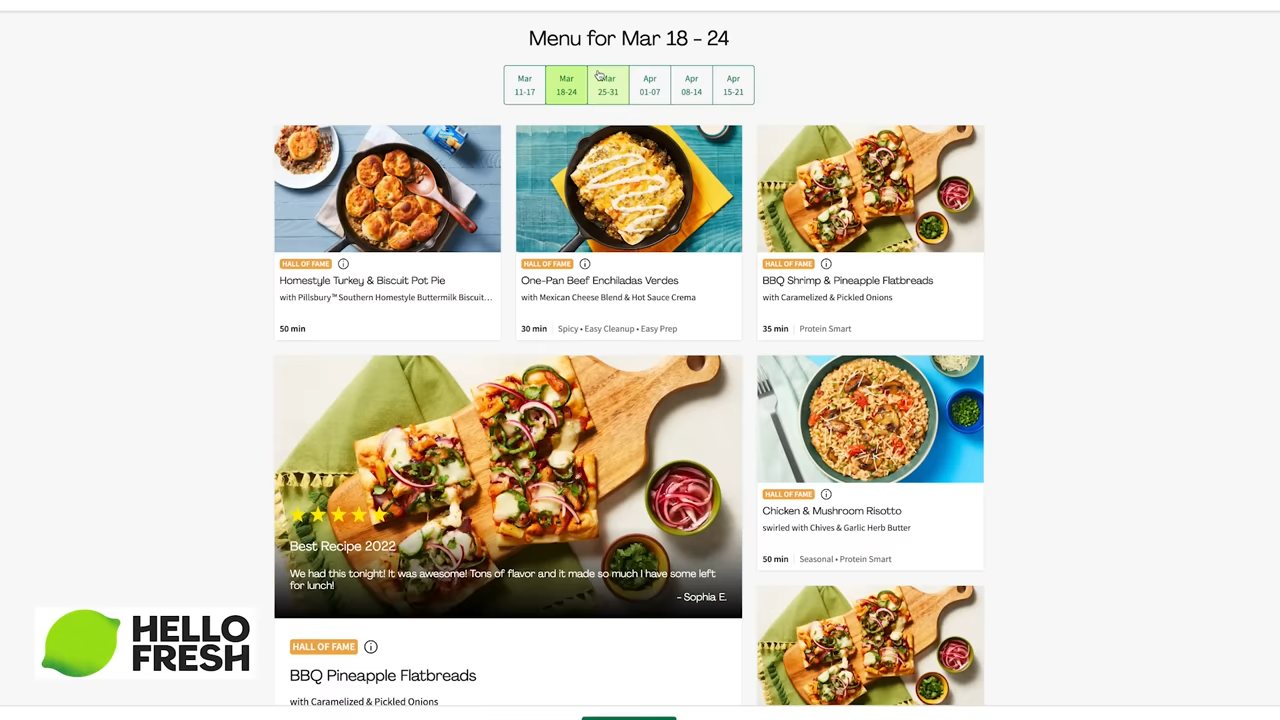 Menu for Mar 18 - 24
Mar Mar Mar Apr Apr Apr
11-17 18-24 25-31 01-07 08-14 15-21
HALL OF FAME
Homestyle Turkey & Biscuit Pot Pie
with Pillsbury™ Southern Homestyle Buttermilk Biscuit...
50 min
HALL OF FAME
One-Pan Beef Enchiladas Verdes
with Mexican Cheese Blend & Hot Sauce Crema
30 min Spicy • Easy Cleanup • Easy Prep
HALL OF FAME
BBQ Shrimp & Pineapple Flatbreads
with Caramelized & Pickled Onions
35 min Protein Smart
Best Recipe 2022
We had this tonight! It was awesome! Tons of flavor and it made so much I have some left
for lunch!
- Sophia E.
HALL OF FAME
BBQ Pineapple Flatbreads
with Caramelized & Pickled Onions
HALL OF FAME
Chicken & Mushroom Risotto
swirled with Chives & Garlic Herb Butter
50 min Seasonal • Protein Smart
HELLO
FRESH